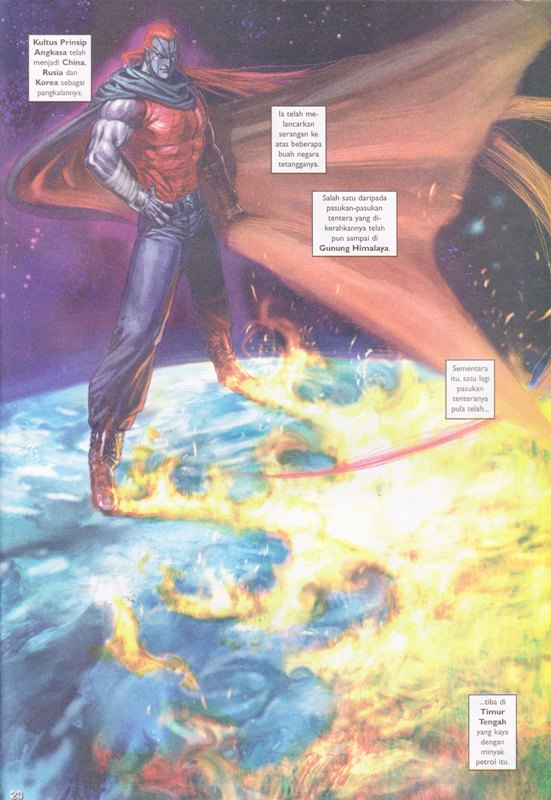 Kultus Prinsip
Angkasa telah
menjadi China,
Rusia dan
Korea sebagai
pangkalannya.
Ia telah me-
lancarkan
serangan ke
atas beberapa
buah negara
tetangganya.
Salah satu daripada
pasukan-pasukan
tentera yang di-
kerahkannya telah
pun sampai di
Gunung Himalaya.
Sementara
itu, satu lagi
pasukan
tenteranya
pula telah...
...tiba di
Timur
Tengah
yang kaya
dengan
minyak
petrol itu.
23